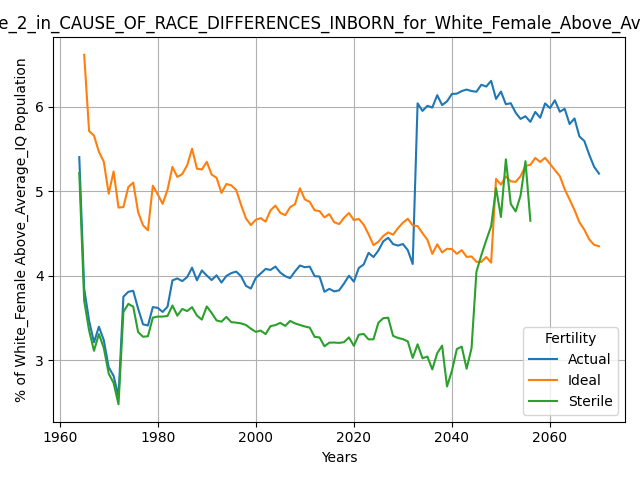 e_2_in_CAUSE_OF_RACE_DIFFERENCES_INBORN_for_White_Female_Above_Av
% of White_Female Above_Average_IQ Population
6
5
4
3
1960
1980
2000
2020
2040
2060
Years
Fertility
Actual
Ideal
Sterile